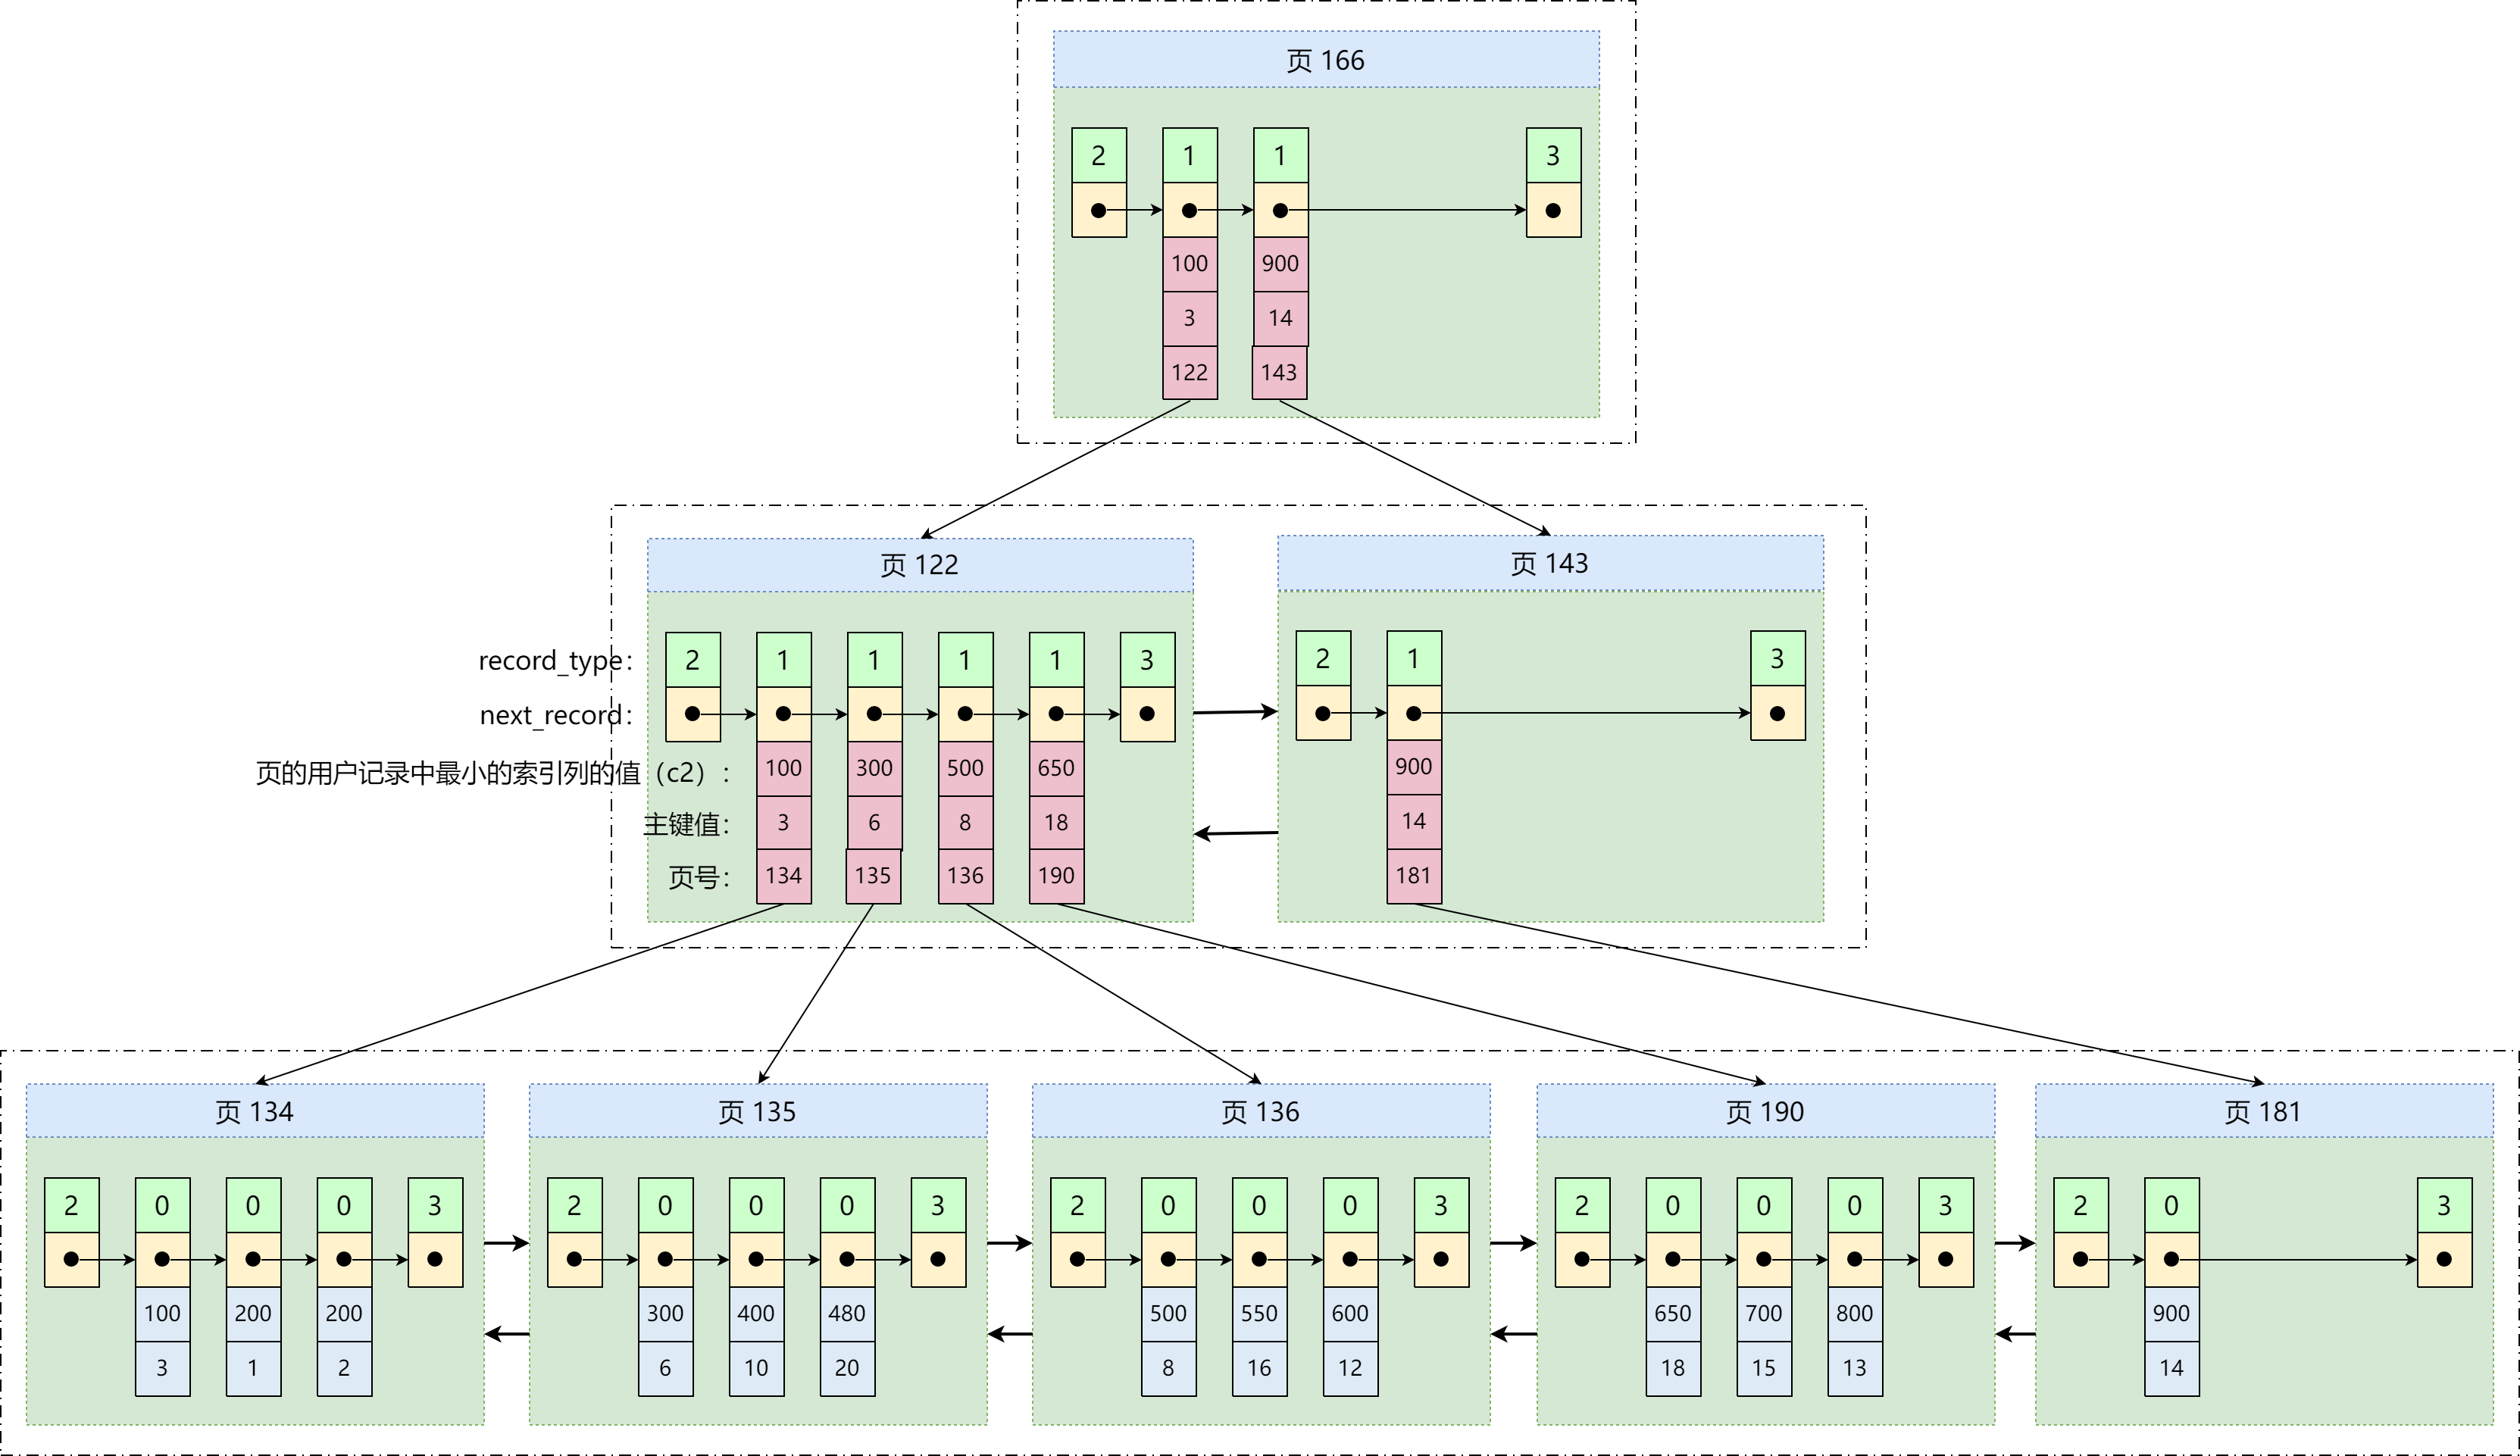 页 166
2 1 1 3
100 900
3 14
122 143
页 122
页 143
record_type： 2 1 1 1 1 3 2 1 3
next_record：
页的用户记录中最小的索引列的值（c2）： 100 300 500 650 900
主键值： 3 6 8 18 14
页号： 134 135 136 190 181
页 134
页 135
页 136
页 190
页 181
2 0 0 0 3 2 0 0 0 3 2 0 0 0 3 2 0 0 0 3 2 0 3
100 200 200 300 400 480 500 550 600 650 700 800 900
3 1 2 6 10 20 8 16 12 18 15 13 14